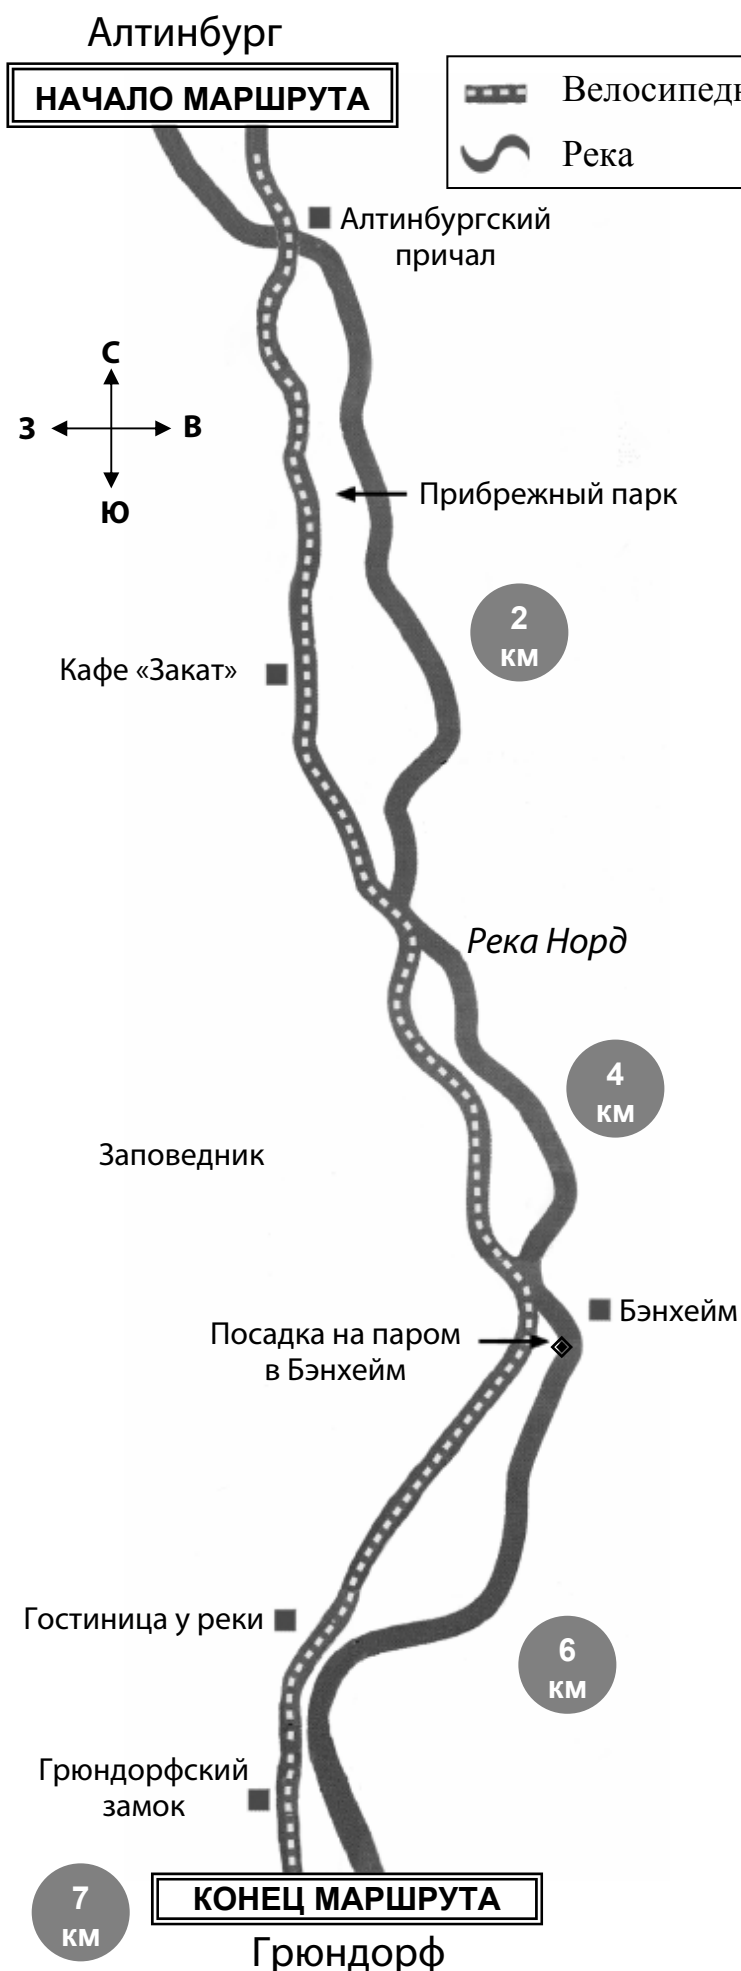 Алтинбург
НАЧАЛО МАРШРУТА
Велосипедн
Река
Алтинбургский
причал
С
З
В
Ю
Прибрежный парк
2
км
Кафе «Закат»
Река Норд
4
км
Заповедник
Бэнхейм
Посадка на паром
в Бэнхейм
Гостиница у реки
6
км
Грюндорфский
замок
7
км
КОНЕЦ МАРШРУТА
Грюндорф